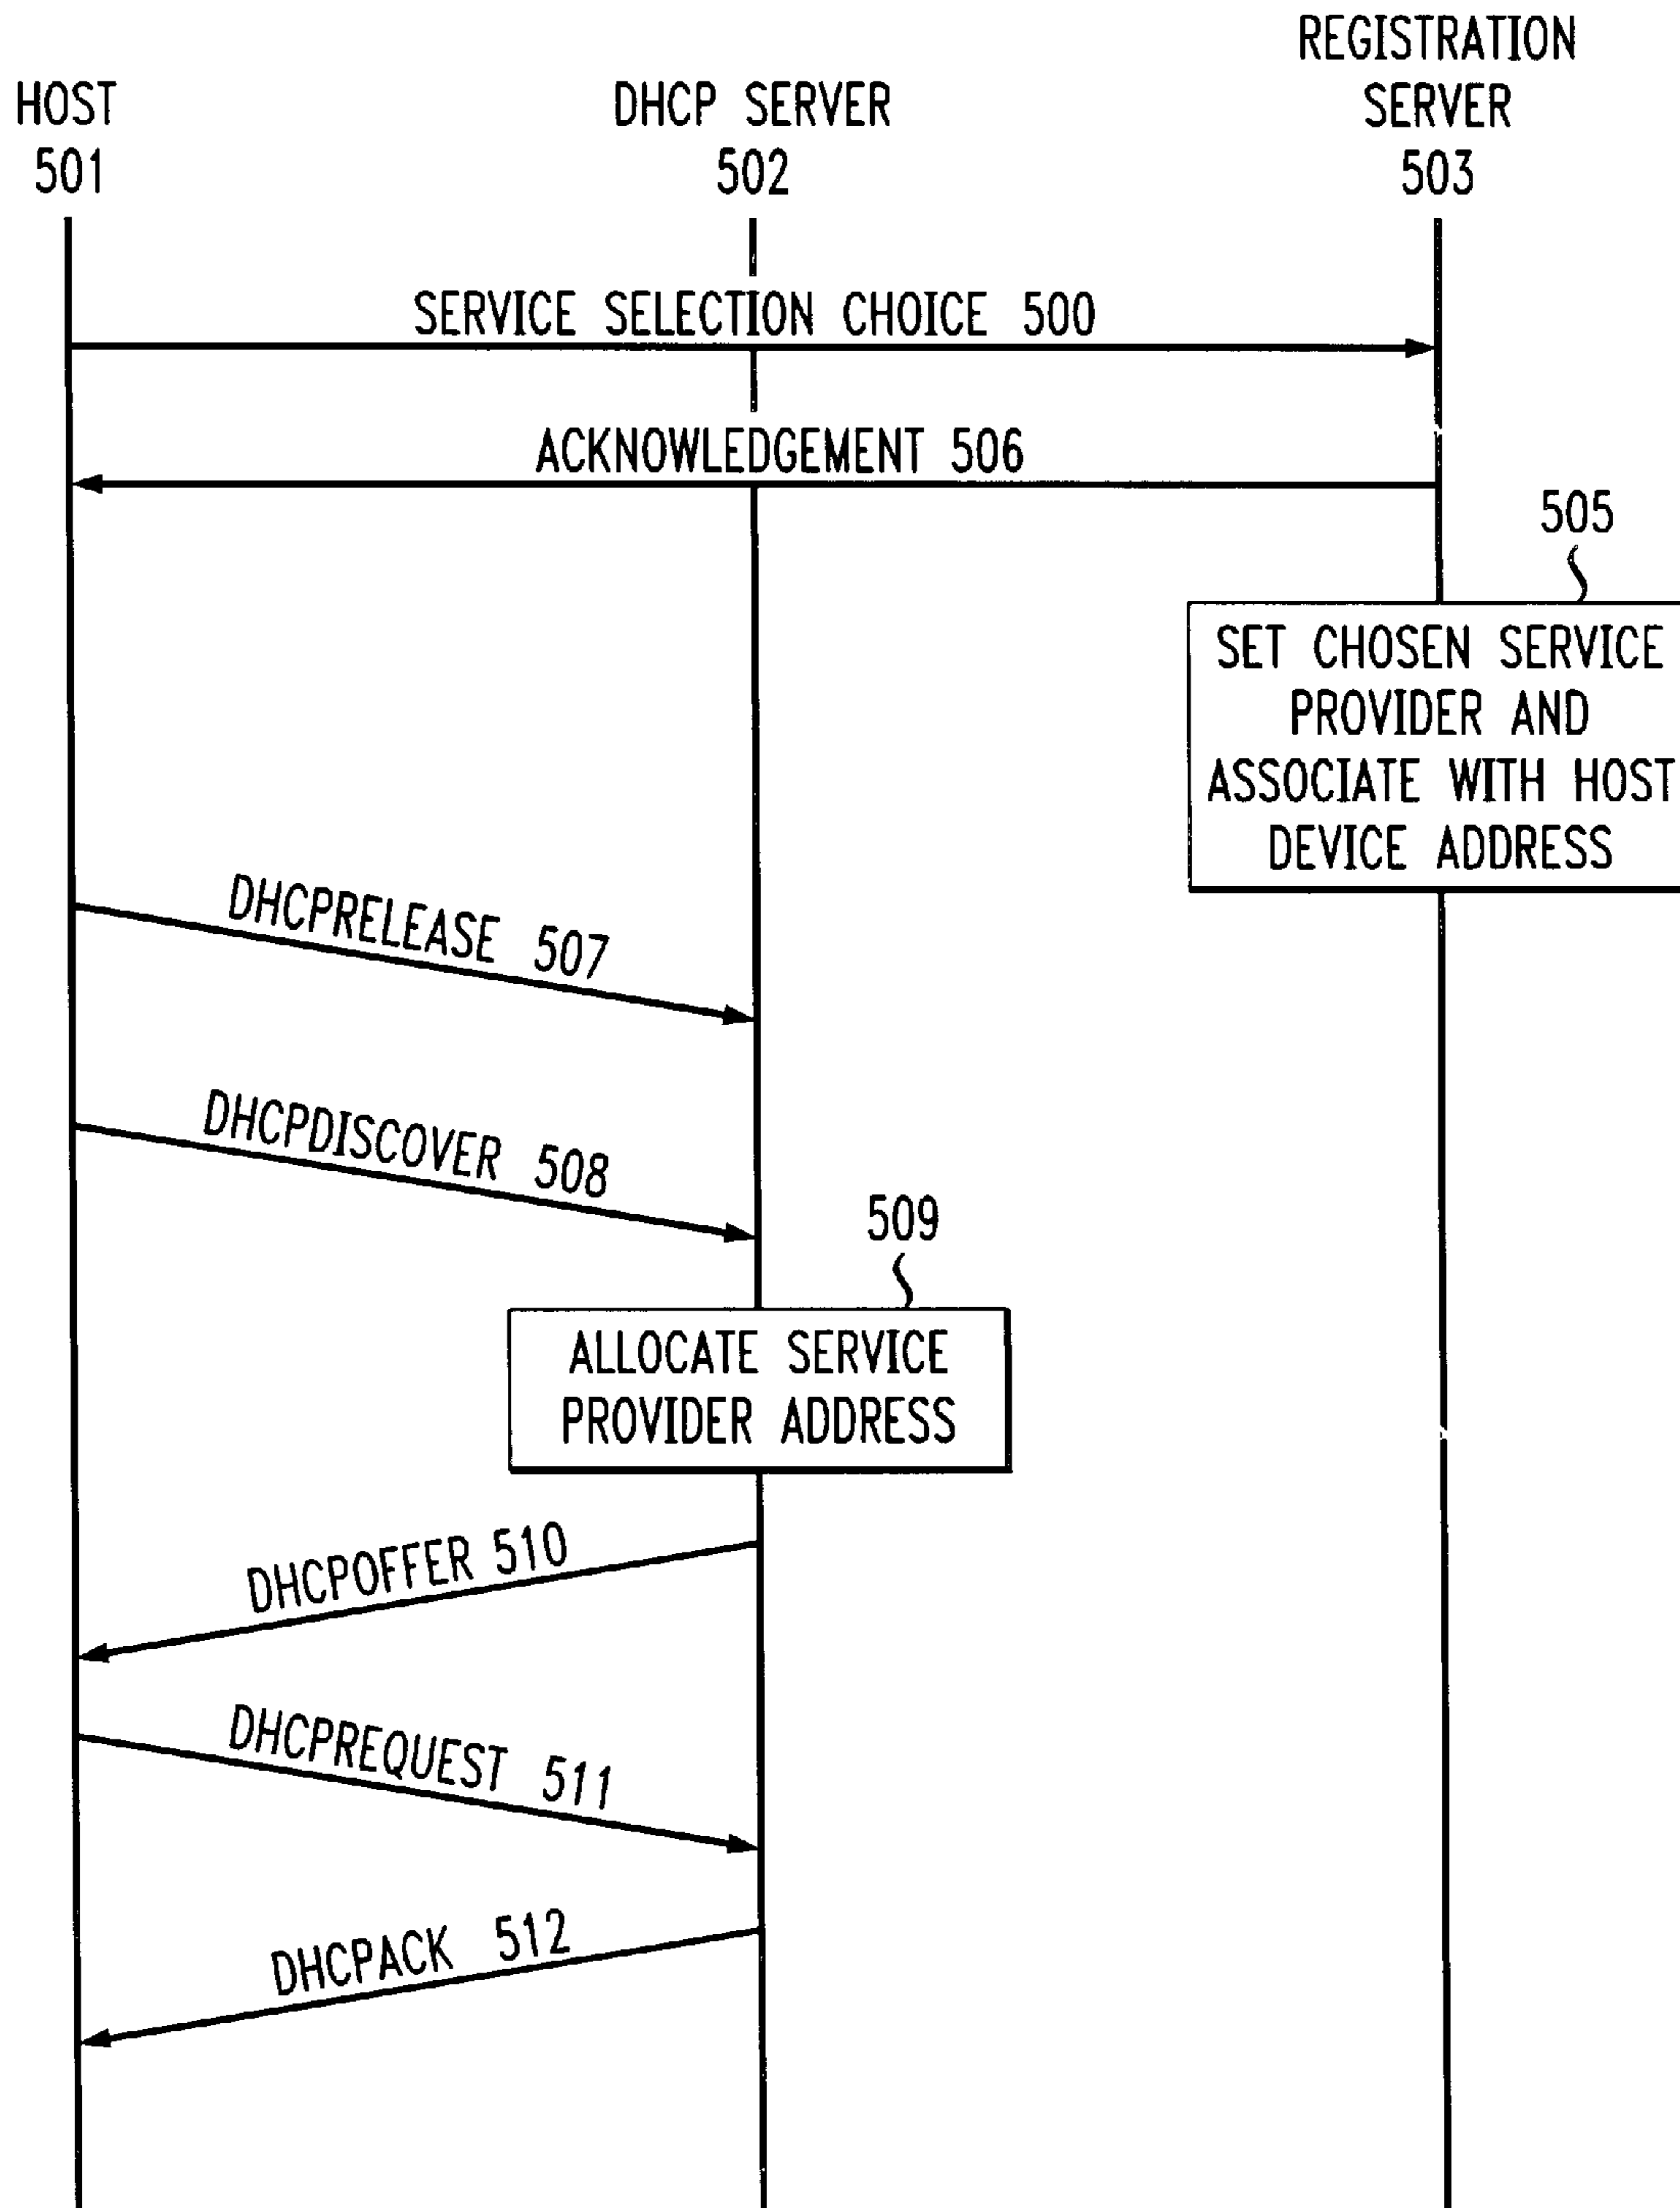 HOST
501
DHCP SERVER
502
REGISTRATION
SERVER
503
SERVICE SELECTION CHOICE 500
ACKNOWLEDGEMENT 506
505
SET CHOSEN SERVICE
PROVIDER AND
ASSOCIATE WITH HOST
DEVICE ADDRESS
DHCPRELEASE 507
DHCPDISCOVER 508
509
ALLOCATE SERVICE
PROVIDER ADDRESS
DHCPOFFER 510
DHCPREQUEST 511
DHCPACK 512